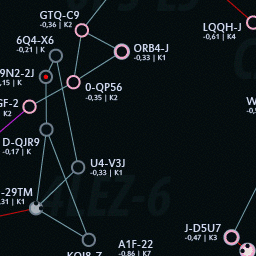 GTQ-C9
-0,36 | K2
6Q4-X6
-0,21 | K
ORB4-J
-0,33 | K1
LQQH-J
-0,61 | K4
9N2-2J
,15 | K
0-QP56
-0,35 | K2
GF-2
K2
D-QJR9
-0,17 | K
U4-V3J
-0,33 | K1
-29TM
,31 | K1
J-D5U7
-0,47 | K3
A1F-22
-0,86 | K7